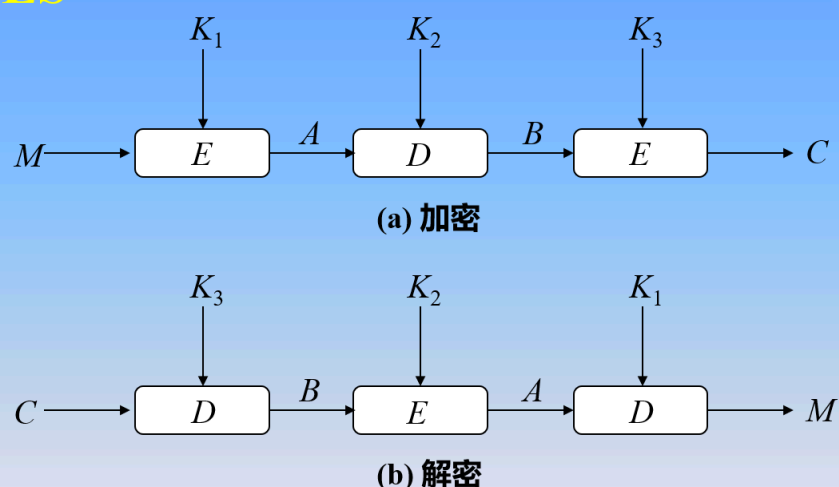 K₁ K₂ K₃
M E A D B E C
(a) 加密
K₃ K₂ K₁
C D B E A D M
(b) 解密